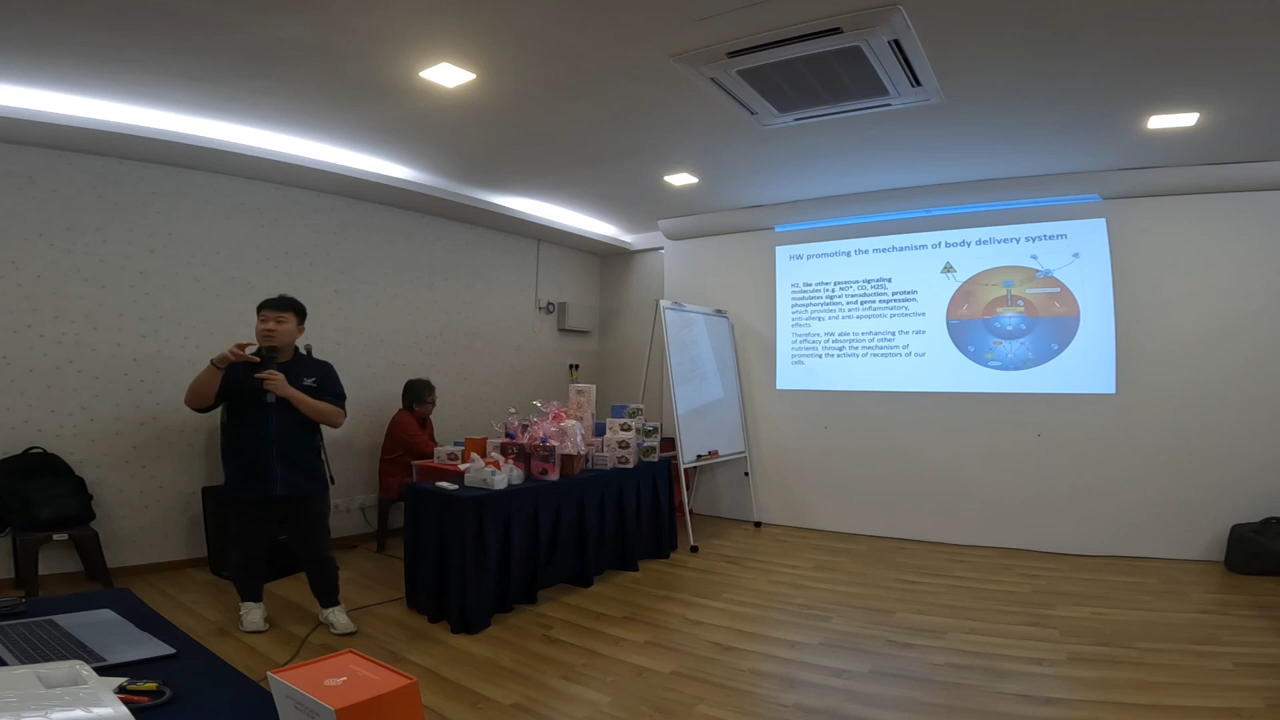 HW promoting the mechanism of body delivery system
H2, like other gaseous-signaling
molecules (e.g. NO*, CO, H2S),
modulates signal transduction, protein
phosphorylation, and gene expression,
which provides its anti-inflammatory,
anti-allergy, and anti-apoptotic protective
effects.
Therefore, HW able to enhancing the rate
of efficacy of absorption of other
nutrients through the mechanism of
promoting the activity of receptors of our
cells.